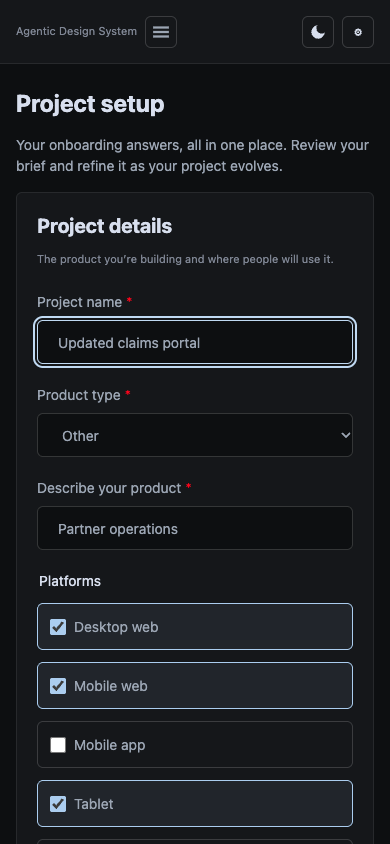 Agentic Design System
Project setup
Your onboarding answers, all in one place. Review your
brief and refine it as your project evolves.
Project details
The product you're building and where people will use it.
Project name *
Updated claims portal
Product type *
Other
Describe your product *
Partner operations
Platforms
Desktop web
Mobile web
Mobile app
Tablet